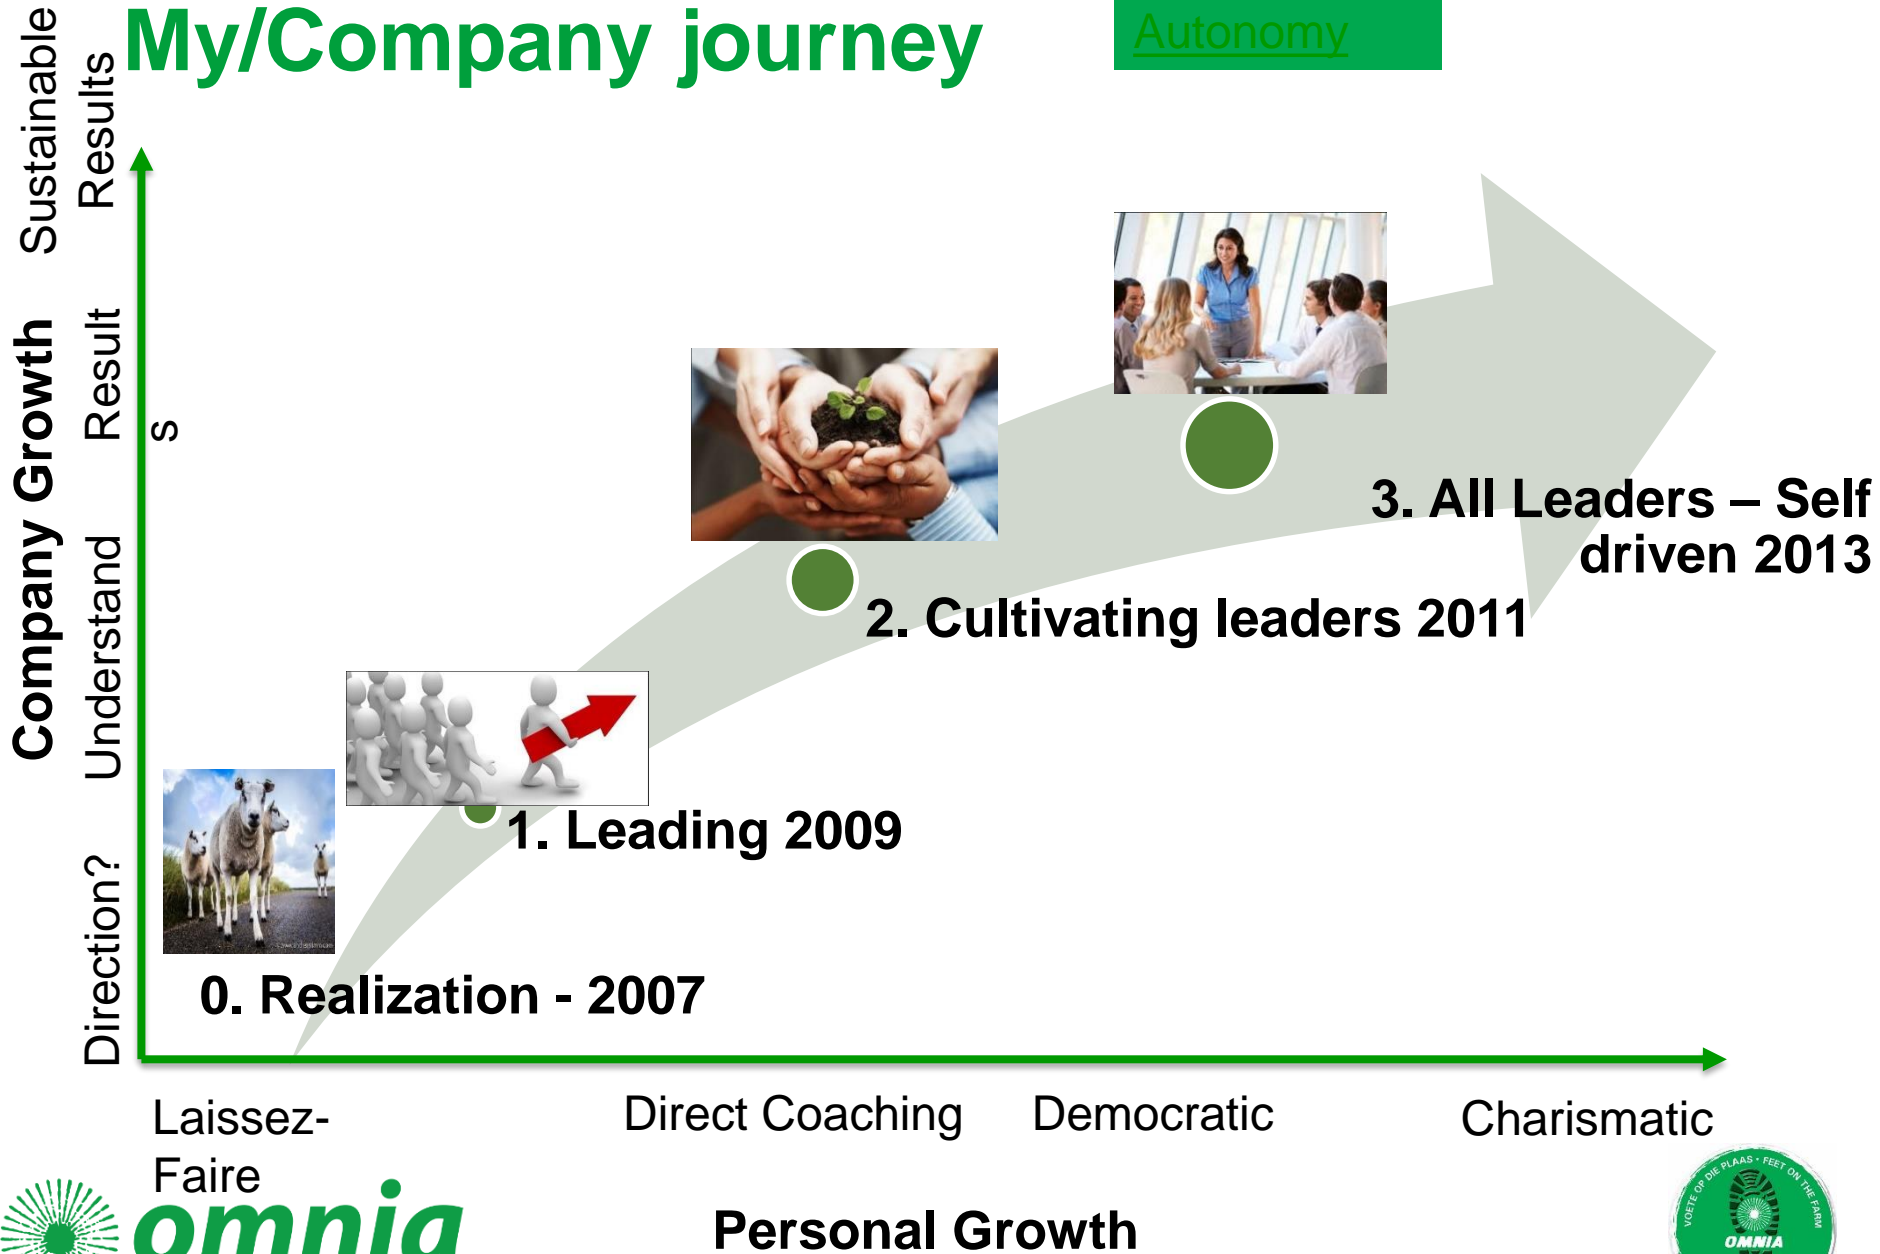 My/Company journey
Autonomy
Sustainable
Results
Company Growth
Result
s
Understand
Direction?
3. All Leaders – Self
driven 2013
2. Cultivating leaders 2011
1. Leading 2009
0. Realization - 2007
Laissez-
Faire
Direct Coaching
Democratic
Charismatic
Personal Growth
omnia
VOETE OP DIE PLAAS • FEET ON THE FARM
OMNIA